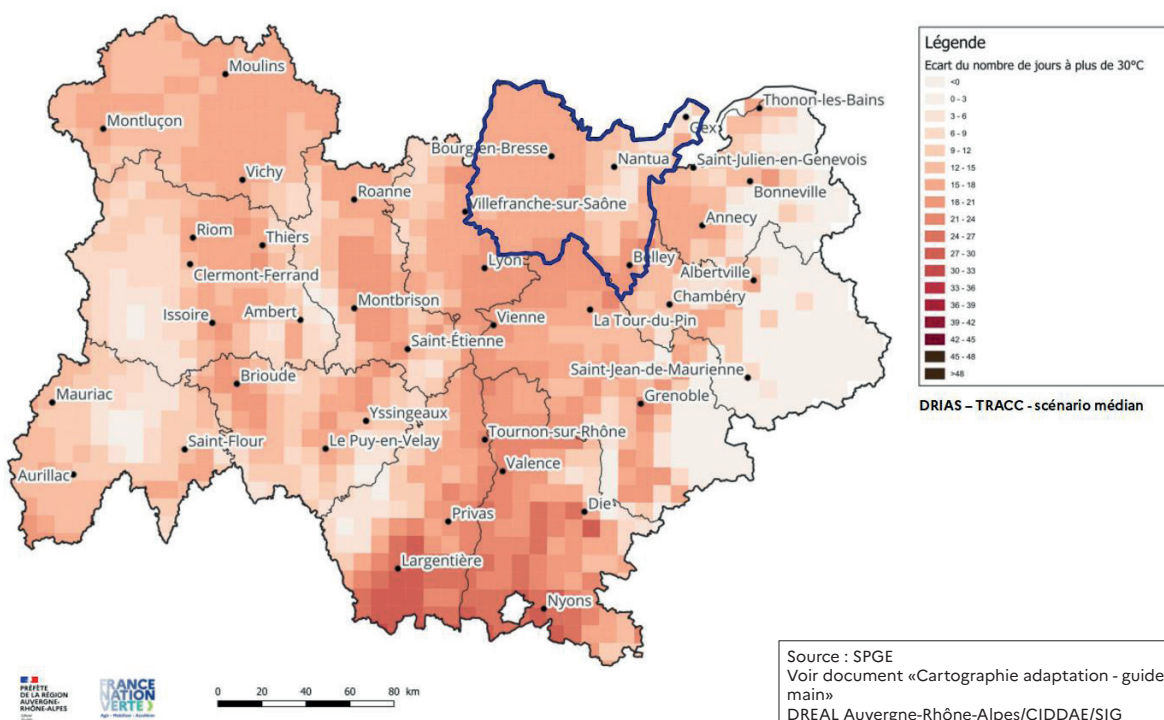 Moulins
Montluçon
Vichy
Bourg-en-Bresse
Nantua
Gex
Thonon-les-Bains
Saint-Julien-en-Genevois
Bonneville
Roanne
Villefranche-sur-Saône
Annecy
Riom
Thiers
Clermont-Ferrand
Lyon
Belley
Albertville
Chambéry
Issoire
Ambert
Montbrison
Vienne
La Tour-du-Pin
Saint-Étienne
Saint-Jean-de-Maurienne
Mauriac
Brioude
Grenoble
Yssingeaux
Saint-Flour
Le Puy-en-Velay
Tournon-sur-Rhône
Aurillac
Valence
Privas
Die
Largentière
Nyons
Légende
Ecart du nombre de jours à plus de 30°C
<0
0 - 3
3 - 6
6 - 9
9 - 12
12 - 15
15 - 18
18 - 21
21 - 24
24 - 27
27 - 30
30 - 33
33 - 36
36 - 39
39 - 42
42 - 45
45 - 48
>48
DRIAS – TRACC - scénario médian
PRÉFÈTE
DE LA RÉGION
AUVERGNE-
RHÔNE-ALPES
FRANCE
NATION
VERTE
0 20 40 60 80 km
Source : SPGE
Voir document «Cartographie adaptation - guide
main»
DREAL Auvergne-Rhône-Alpes/CIDDAE/SIG